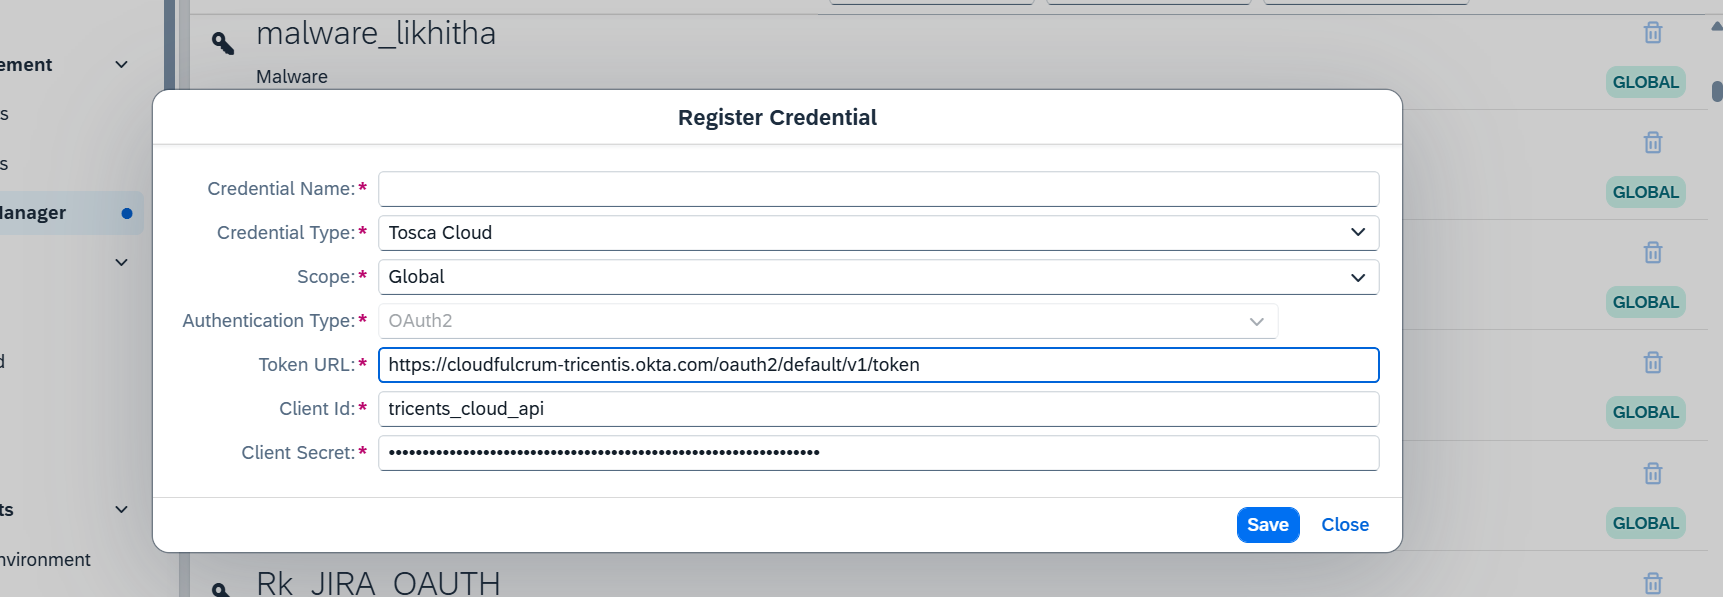 malware_likhitha
Malware
GLOBAL
ement
s
s
GLOBAL
anager
GLOBAL
d
GLOBAL
ts
GLOBAL
nvironment
Register Credential
Credential Name:*
Credential Type:* Tosca Cloud
Scope:* Global
Authentication Type:* OAuth2
Token URL:* https://cloudfulcrum-tricentis.okta.com/oauth2/default/v1/token
Client Id:* tricents_cloud_api
Client Secret:* ••••••••••••••••••••••••••••••••••••••••••••••••••••••••••••••••
Save Close
Rk_JIRA_OAUTH